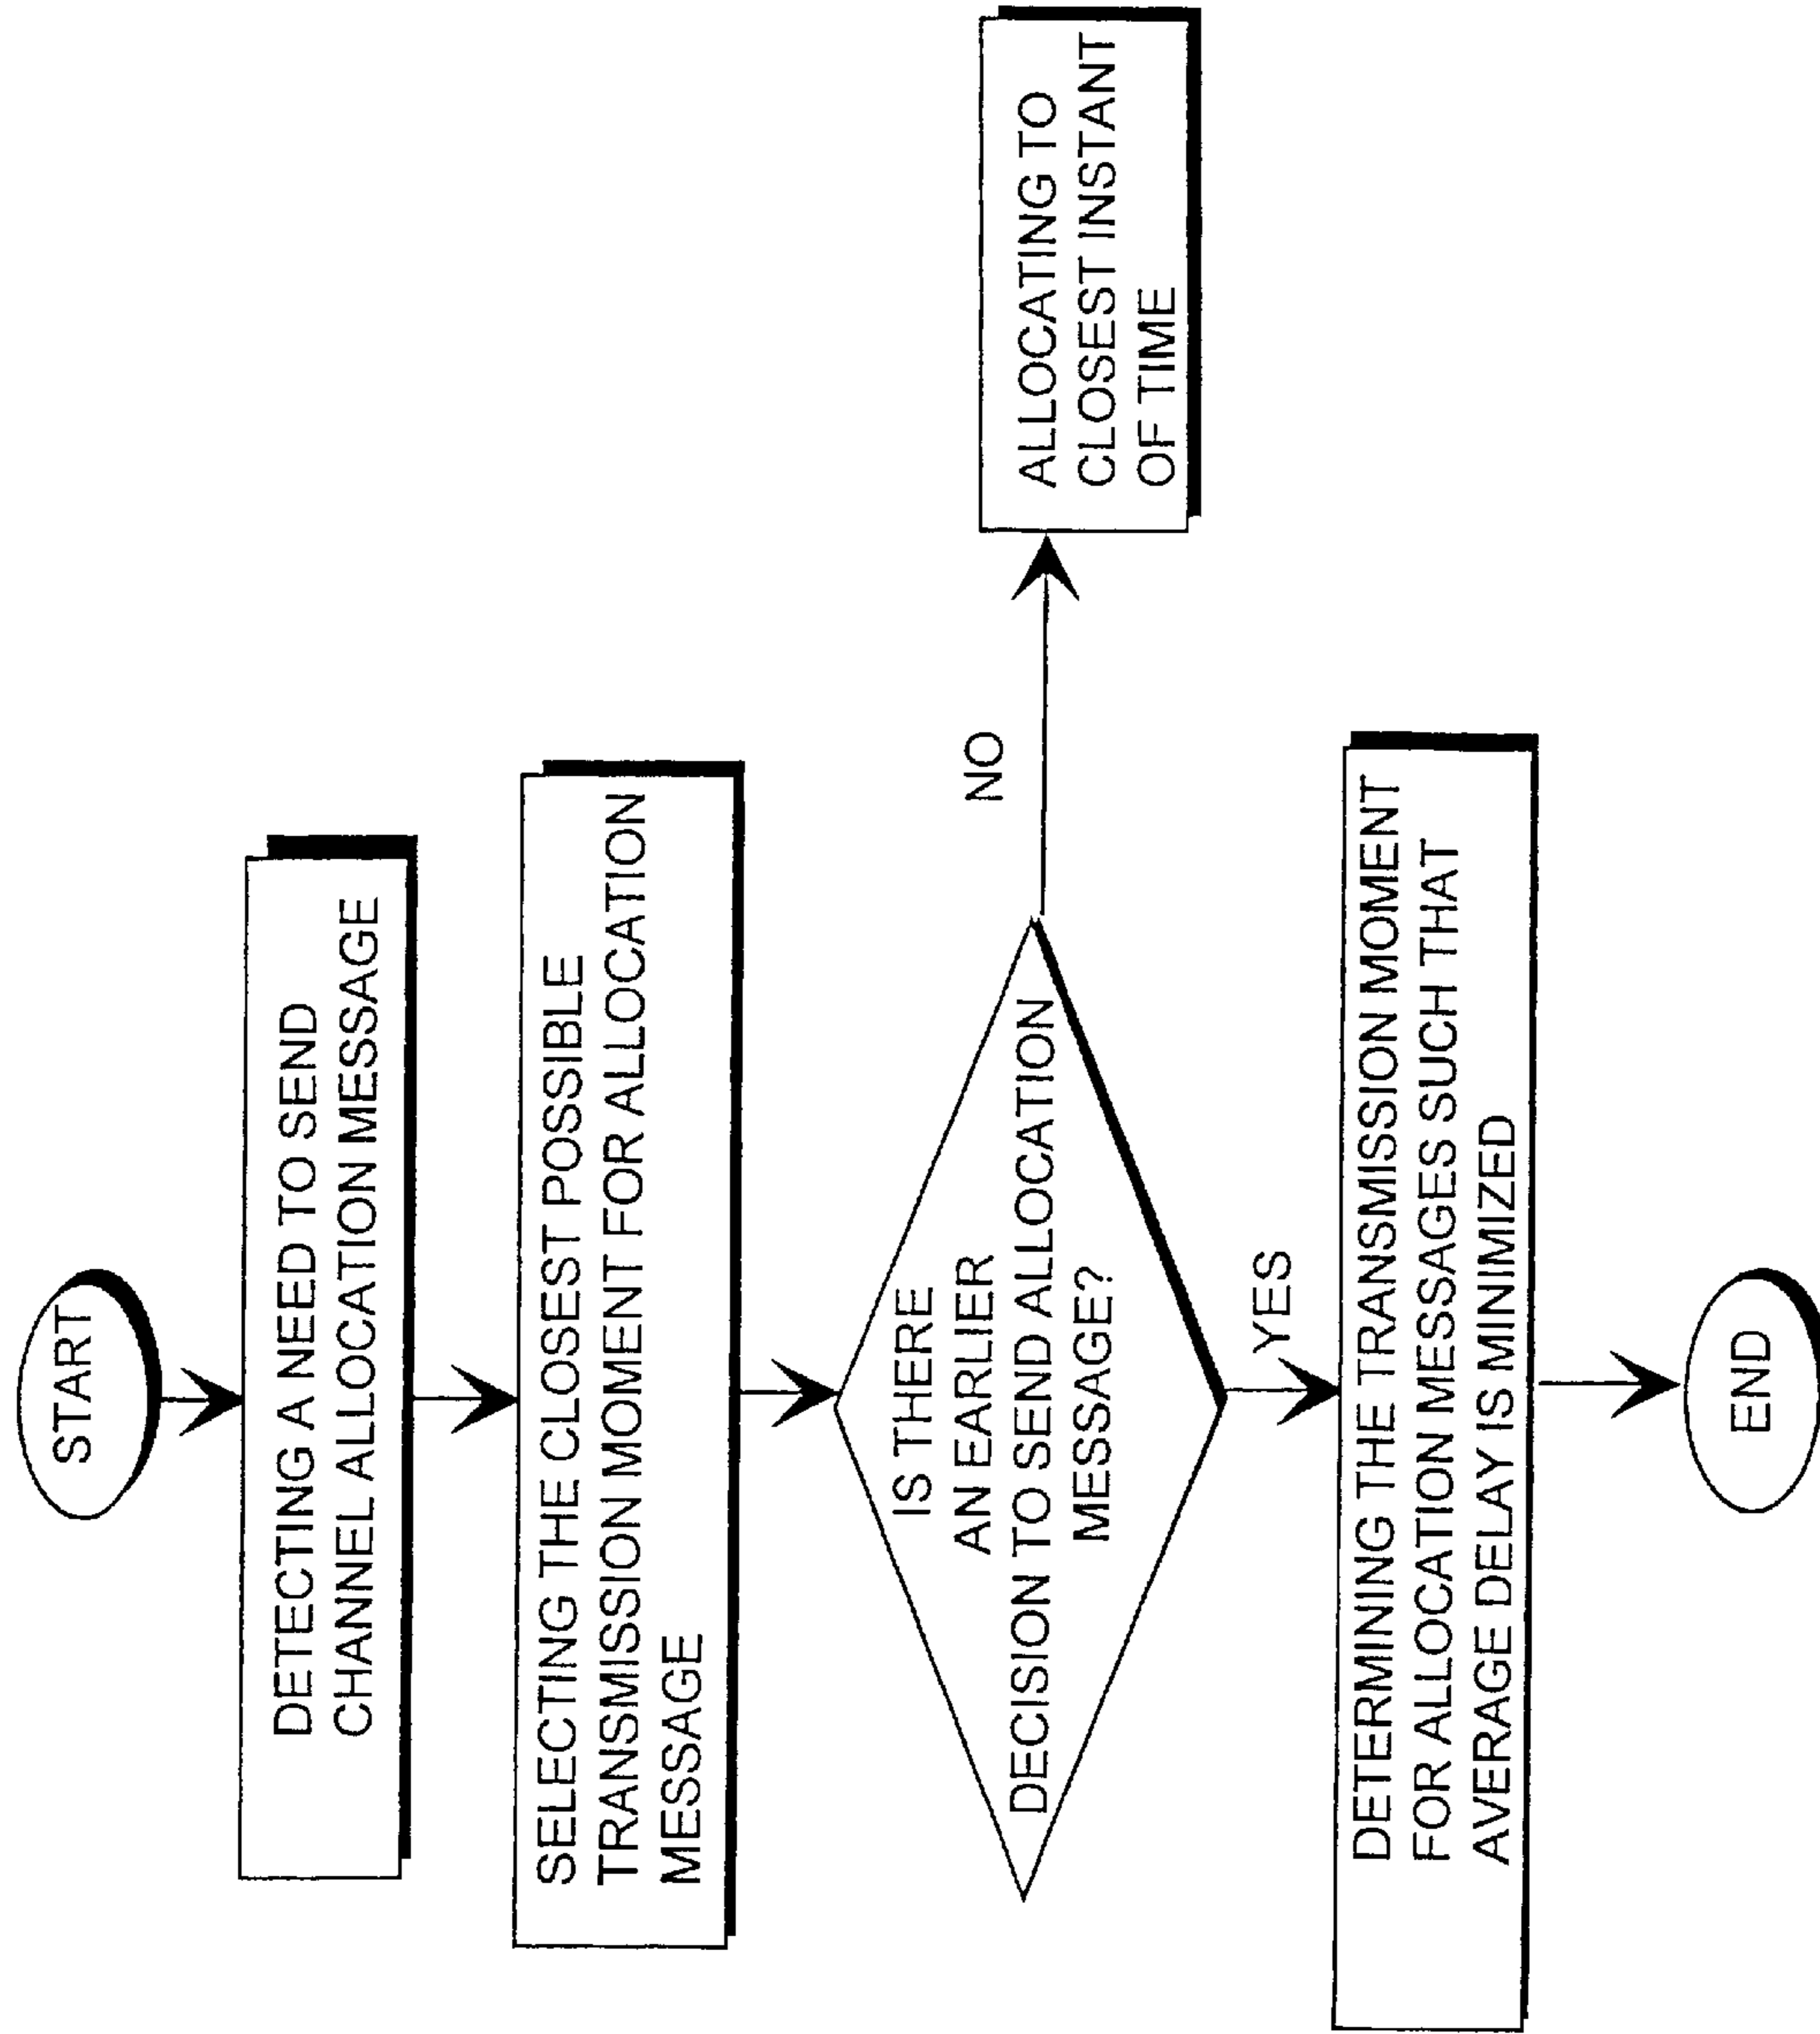 START
DETECTING A NEED TO SEND
CHANNEL ALLOCATION MESSAGE
SELECTING THE CLOSEST POSSIBLE
TRANSMISSION MOMENT FOR ALLOCATION
MESSAGE
IS THERE
AN EARLIER
DECISION TO SEND ALLOCATION
MESSAGE?
NO
ALLOCATING TO
CLOSEST INSTANT
OF TIME
YES
DETERMINING THE TRANSMISSION MOMENT
FOR ALLOCATION MESSAGES SUCH THAT
AVERAGE DELAY IS MINIMIZED
END